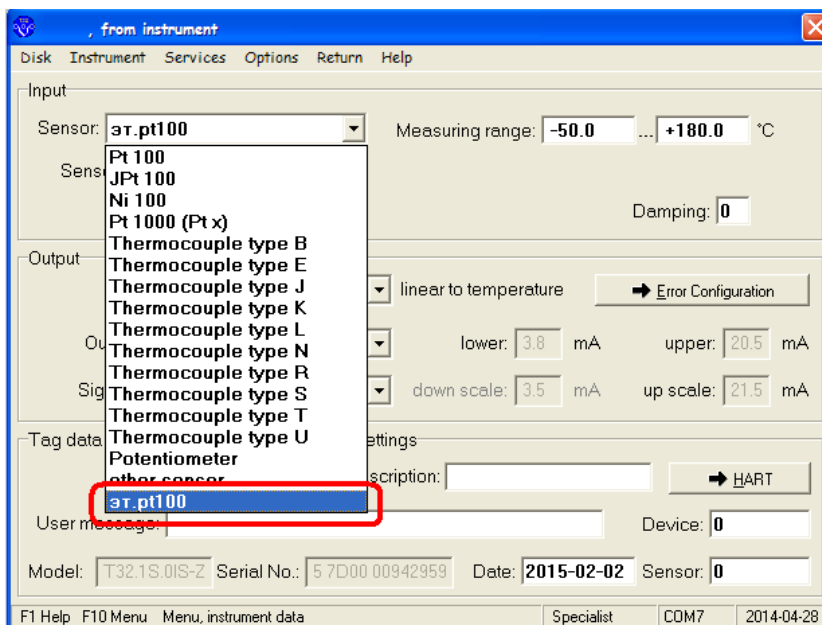 , from instrument
Disk Instrument Services Options Return Help
Input
Sensor: эт.pt100 Measuring range: -50.0 ... +180.0 °C
Pt 100
JPt 100
Ni 100
Pt 1000 (Pt x)
Damping: 0
Thermocouple type B
Thermocouple type E
Thermocouple type J
Thermocouple type K
Thermocouple type L
Thermocouple type N
Thermocouple type R
Thermocouple type S
Thermocouple type T
Thermocouple type U
Potentiometer
other sensor
эт.pt100
Output
linear to temperature Error Configuration
lower: 3.8 mA upper: 20.5 mA
down scale: 3.5 mA up scale: 21.5 mA
Tag data
HART
User message: Device: 0
Model: T32.1S.0IS-Z Serial No.: 5 7D00 00942959 Date: 2015-02-02 Sensor: 0
F1 Help F10 Menu Menu, instrument data Specialist COM7 2014-04-28